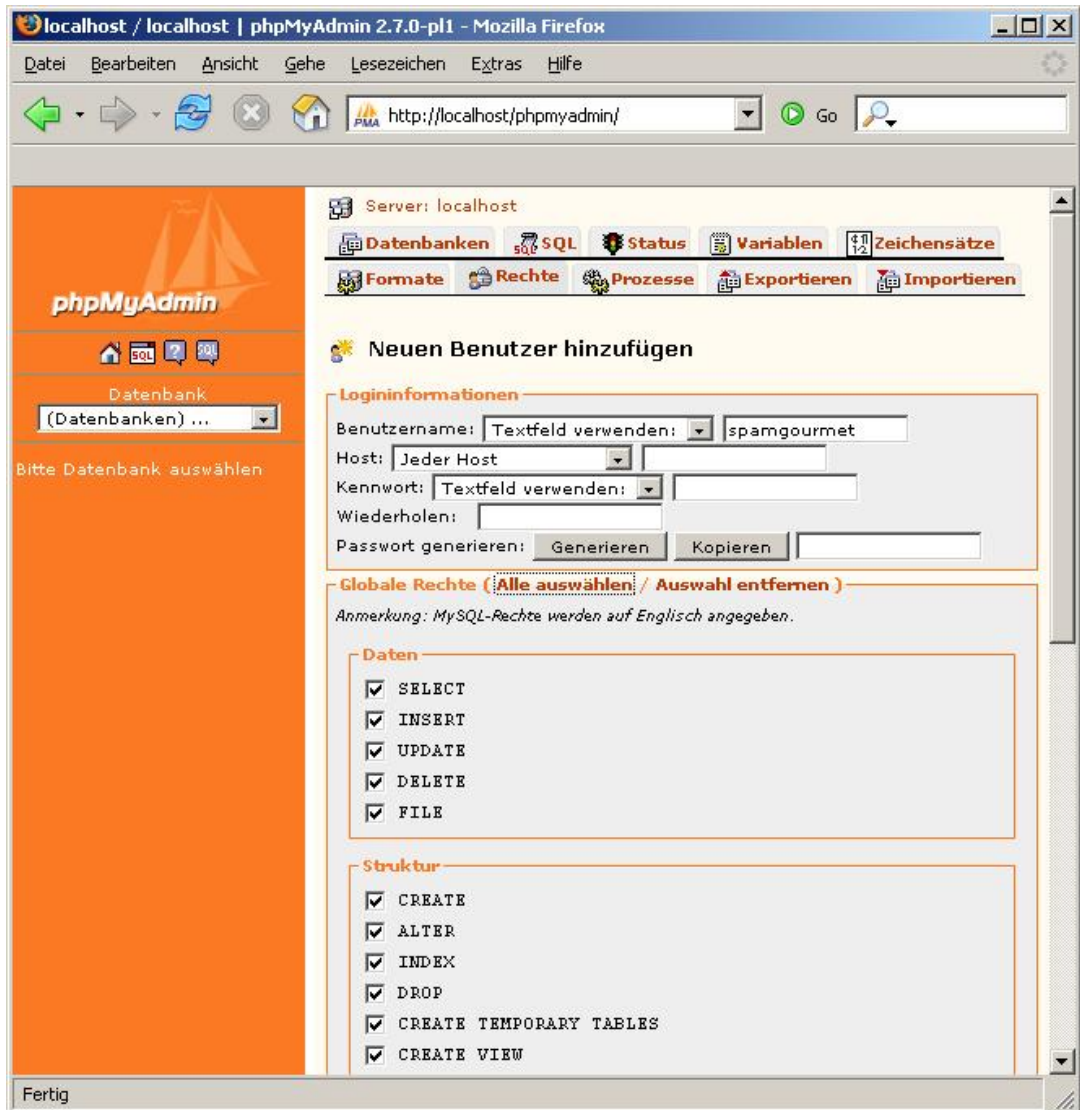 localhost / localhost | phpMyAdmin 2.7.0-pl1 - Mozilla Firefox
Datei Bearbeiten Ansicht Gehe Lesezeichen Extras Hilfe
PMA http://localhost/phpmyadmin/ Go
phpMyAdmin
SQL ? SQL
Datenbank
(Datenbanken) ...
Bitte Datenbank auswählen
Server: localhost
Datenbanken SQL Status Variablen Zeichensätze
Formate Rechte Prozesse Exportieren Importieren
Neuen Benutzer hinzufügen
Logininformationen
Benutzername: Textfeld verwenden: spamgourmet
Host: Jeder Host
Kennwort: Textfeld verwenden:
Wiederholen:
Passwort generieren: Generieren Kopieren
Globale Rechte ( Alle auswählen / Auswahl entfernen )
Anmerkung: MySQL-Rechte werden auf Englisch angegeben.
Daten
SELECT
INSERT
UPDATE
DELETE
FILE
Struktur
CREATE
ALTER
INDEX
DROP
CREATE TEMPORARY TABLES
CREATE VIEW
Fertig